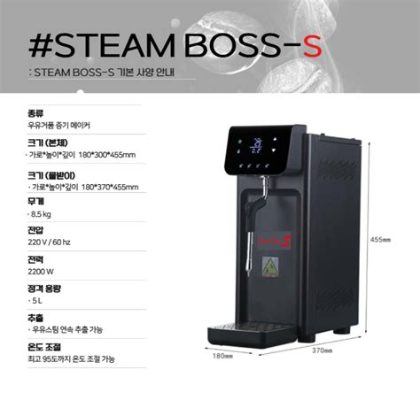 #STEAM BOSS-S
: STEAM BOSS-S 기본 사양 안내
종류
우유거품 증기 메이커
크기 (본체)
· 가로*높이*깊이 180*300*455mm
크기 (물받이)
· 가로*높이*깊이 180*370*455mm
무게
· 8.5kg
전압
220 V / 60 hz
전력
2200 W
정격 용량
· 5 L
추출
· 우유스팀 연속 추출 가능
온도 조절
최고 95도까지 온도 조절 가능
455mm
370mm
180mm